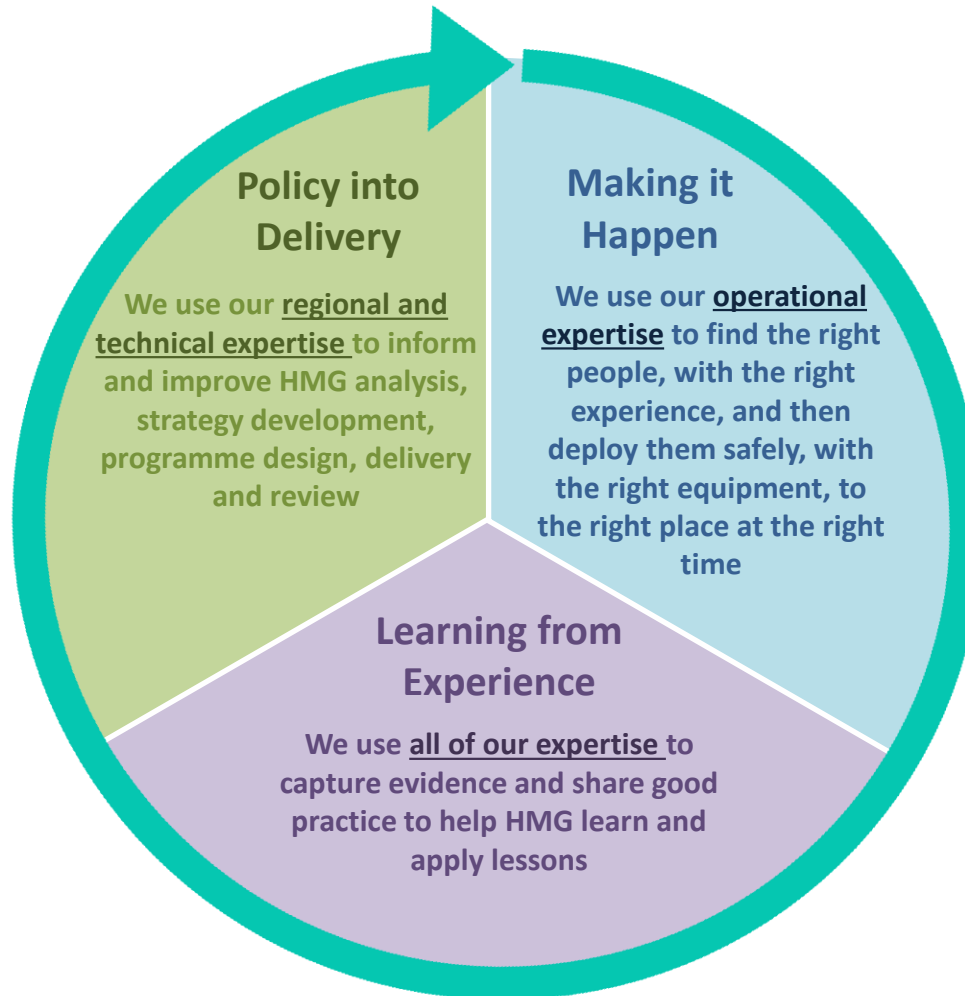 Policy into
Delivery
We use our regional and
technical expertise to inform
and improve HMG analysis,
strategy development,
programme design, delivery
and review
Making it
Happen
We use our operational
expertise to find the right
people, with the right
experience, and then
deploy them safely, with
the right equipment, to
the right place at the right
time
Learning from
Experience
We use all of our expertise to
capture evidence and share good
practice to help HMG learn and
apply lessons